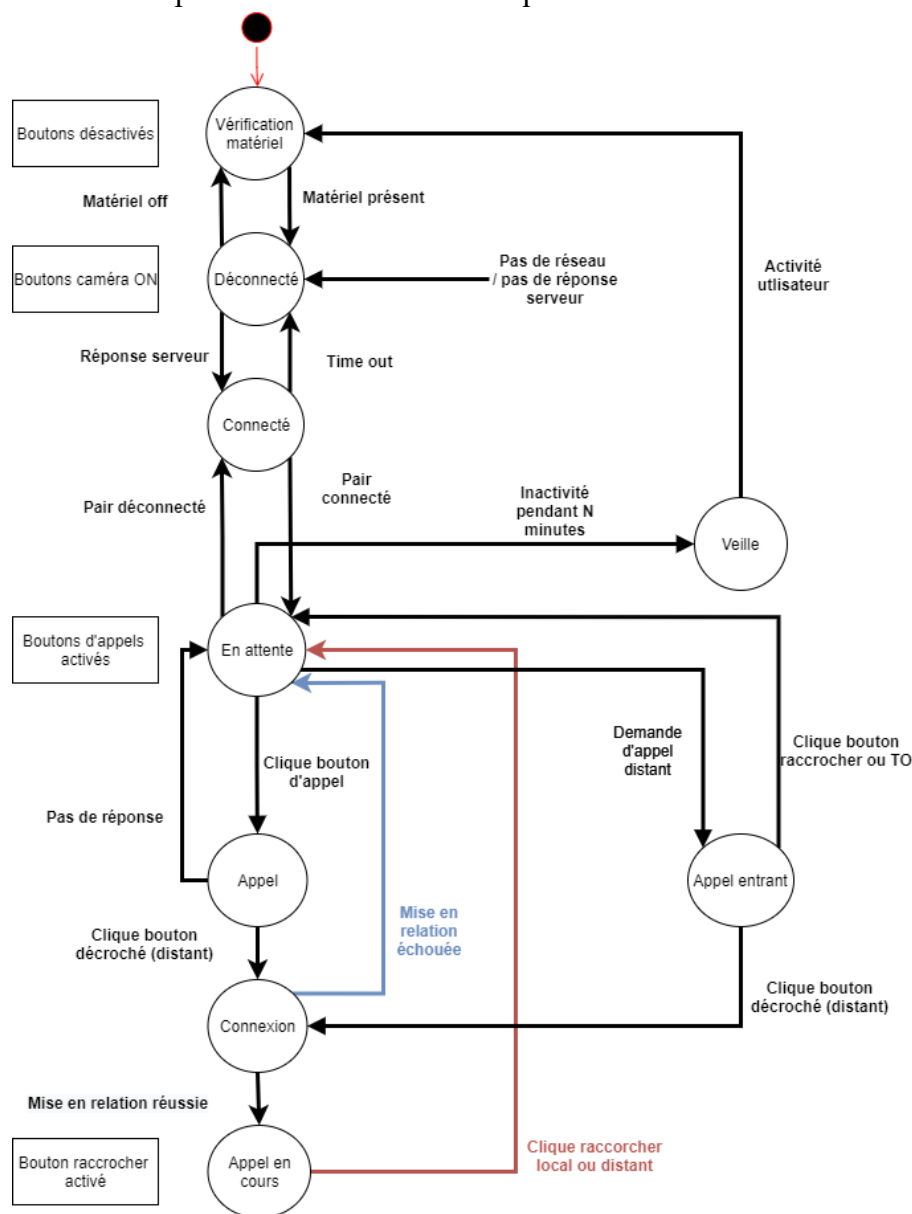 Vérification
matériel
Boutons désactivés
Matériel off
Matériel présent
Boutons caméra ON
Déconnecté
Pas de réseau
/ pas de réponse
serveur
Activité
utlisateur
Réponse serveur
Time out
Connecté
Pair déconnecté
Pair
connecté
Inactivité
pendant N
minutes
Veille
Boutons d'appels
activés
En attente
Clique bouton
d'appel
Demande
d'appel
distant
Clique bouton
raccrocher ou TO
Pas de réponse
Appel
Appel entrant
Mise en
relation
échouée
Clique bouton
décroché (distant)
Clique bouton
décroché (distant)
Connexion
Mise en relation réussie
Bouton raccrocher
activé
Appel en
cours
Clique raccorcher
local ou distant